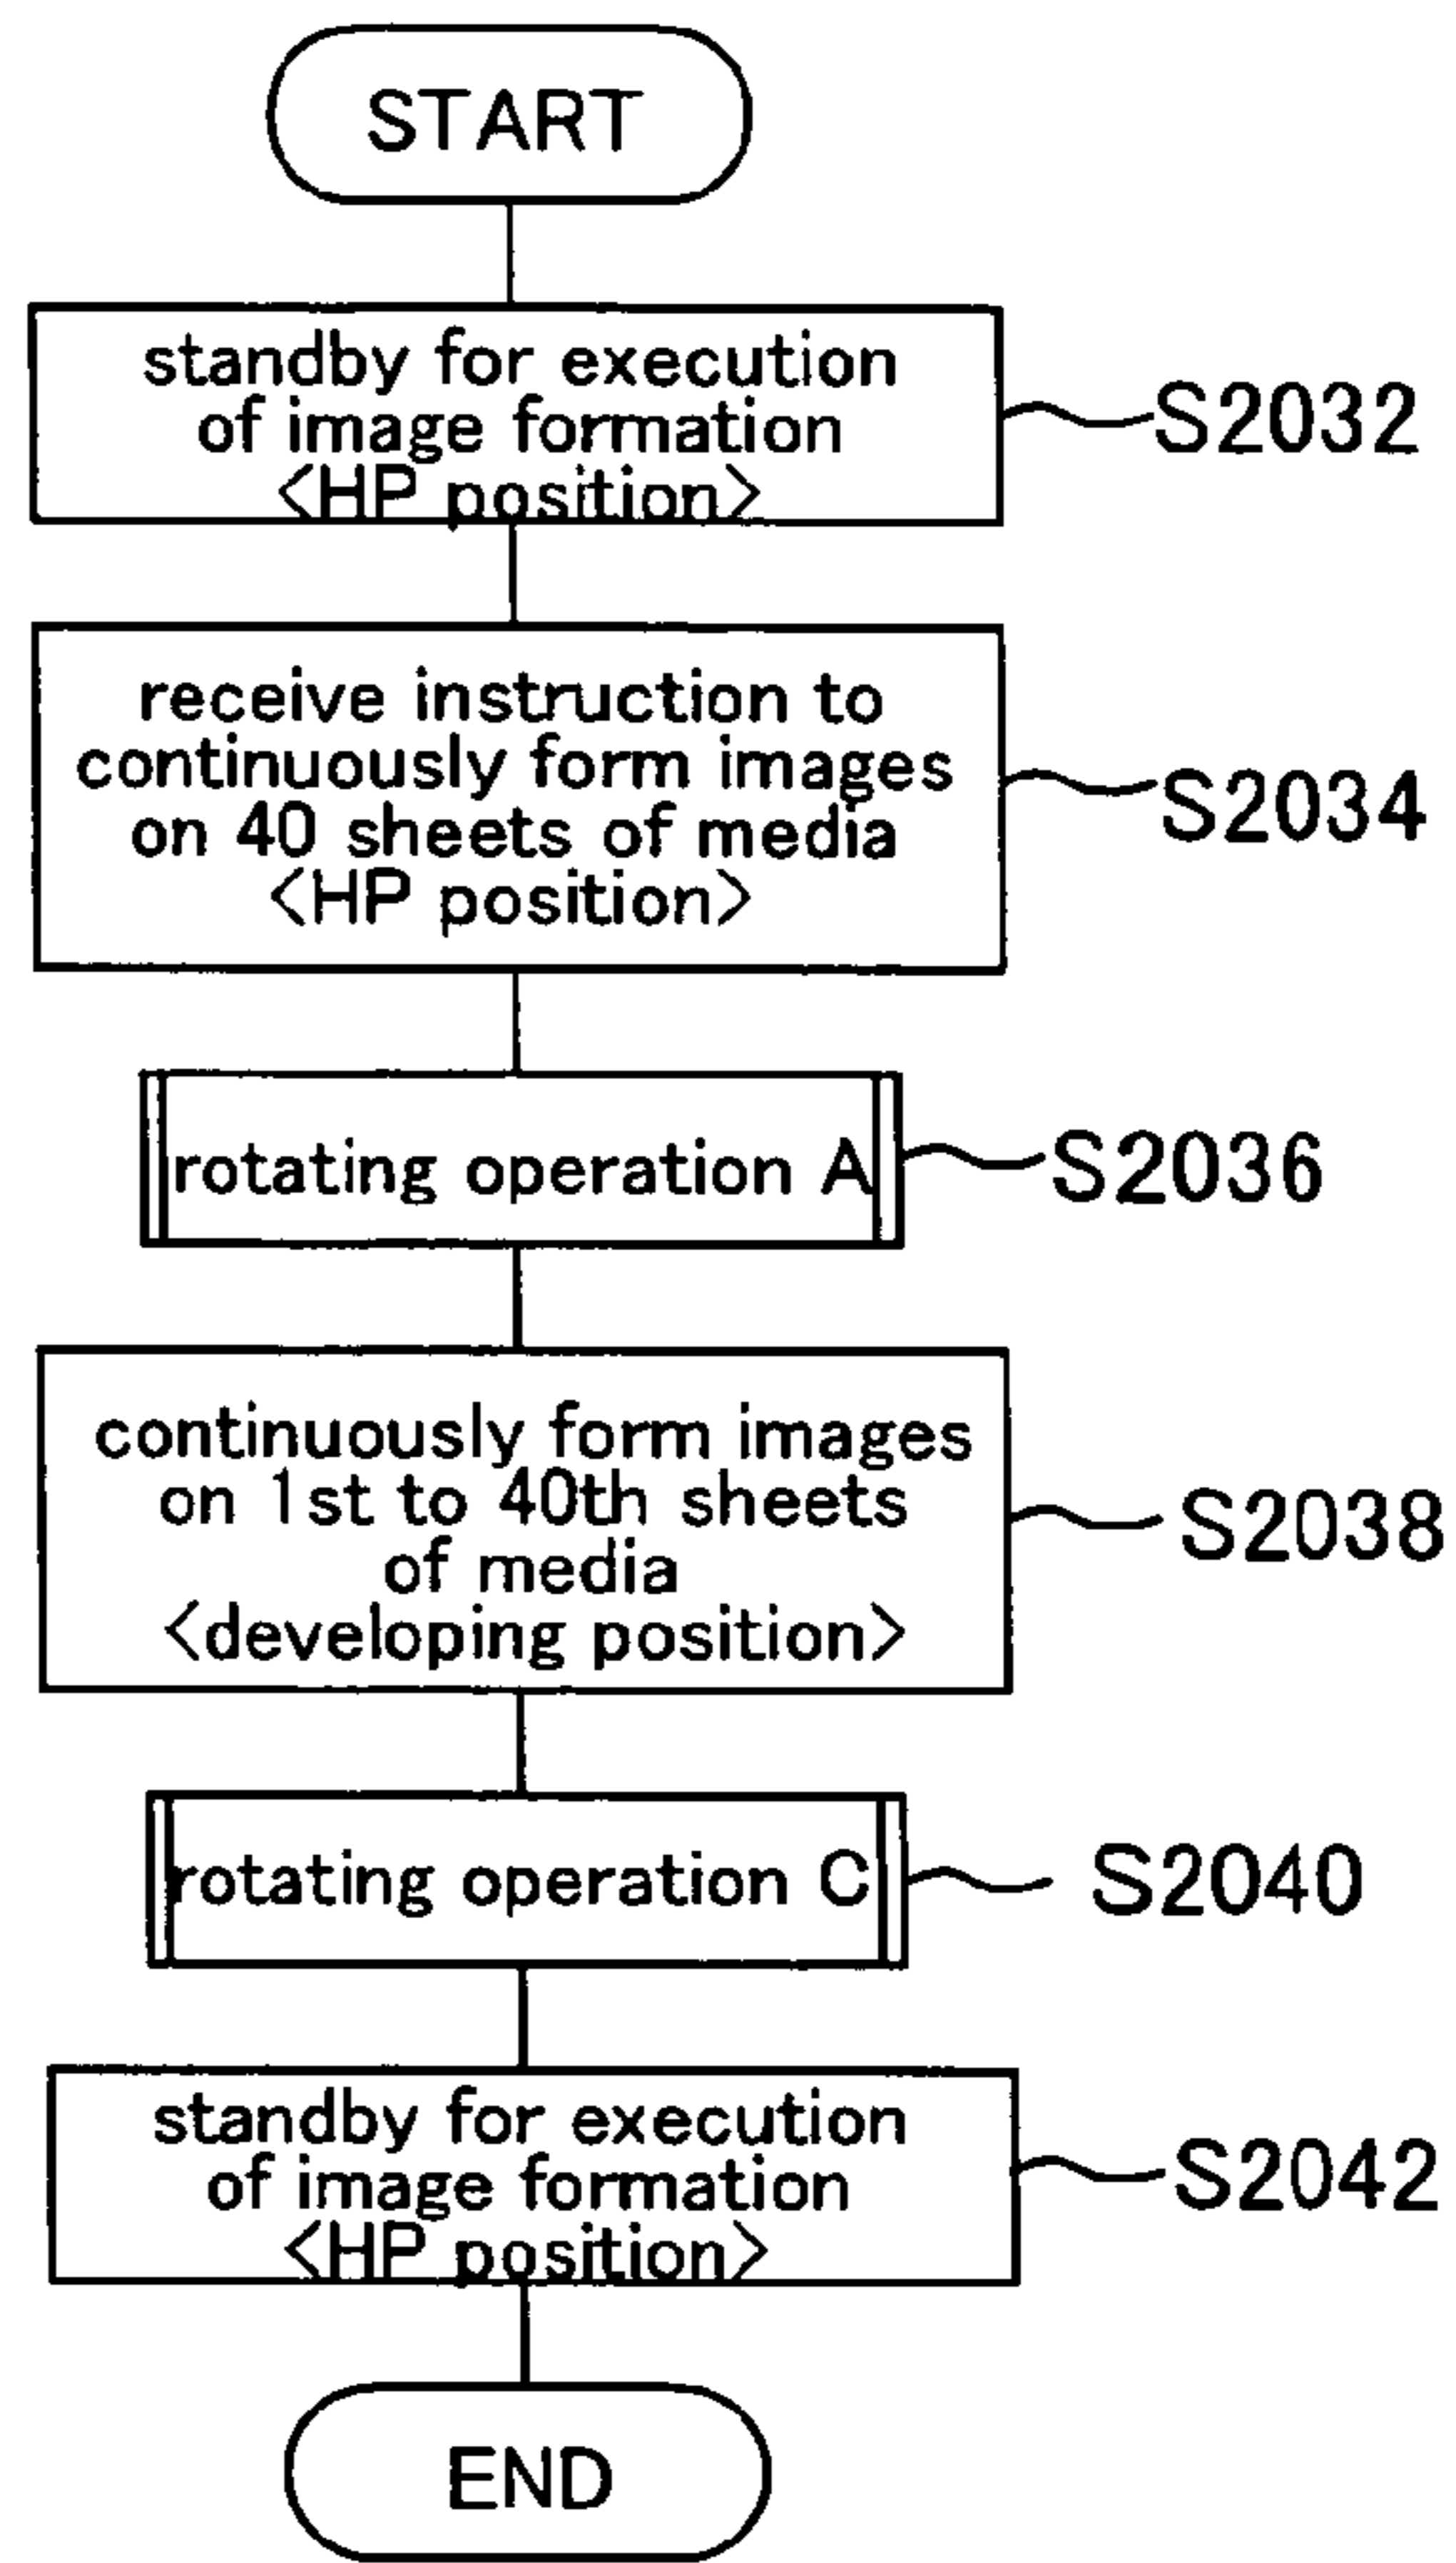 START
standby for execution
of image formation
<HP position>
S2032
receive instruction to
continuously form images
on 40 sheets of media
<HP position>
S2034
rotating operation A
S2036
continuously form images
on 1st to 40th sheets
of media
<developing position>
S2038
rotating operation C
S2040
standby for execution
of image formation
<HP position>
S2042
END